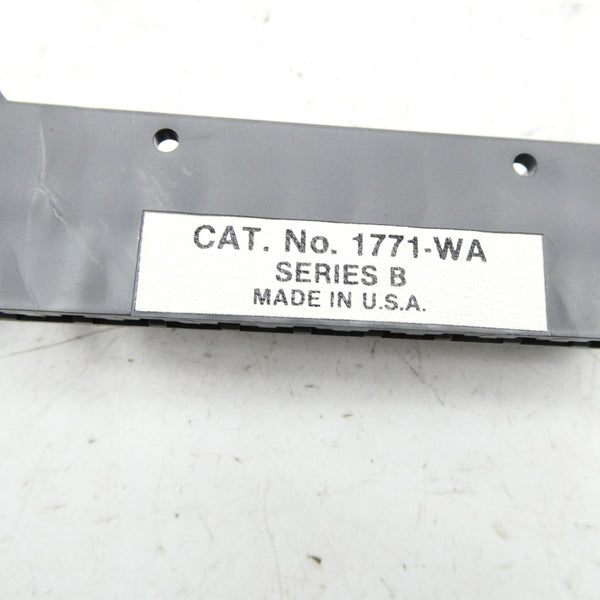 CAT. No. 1771-WA
SERIES B
MADE IN U.S.A.